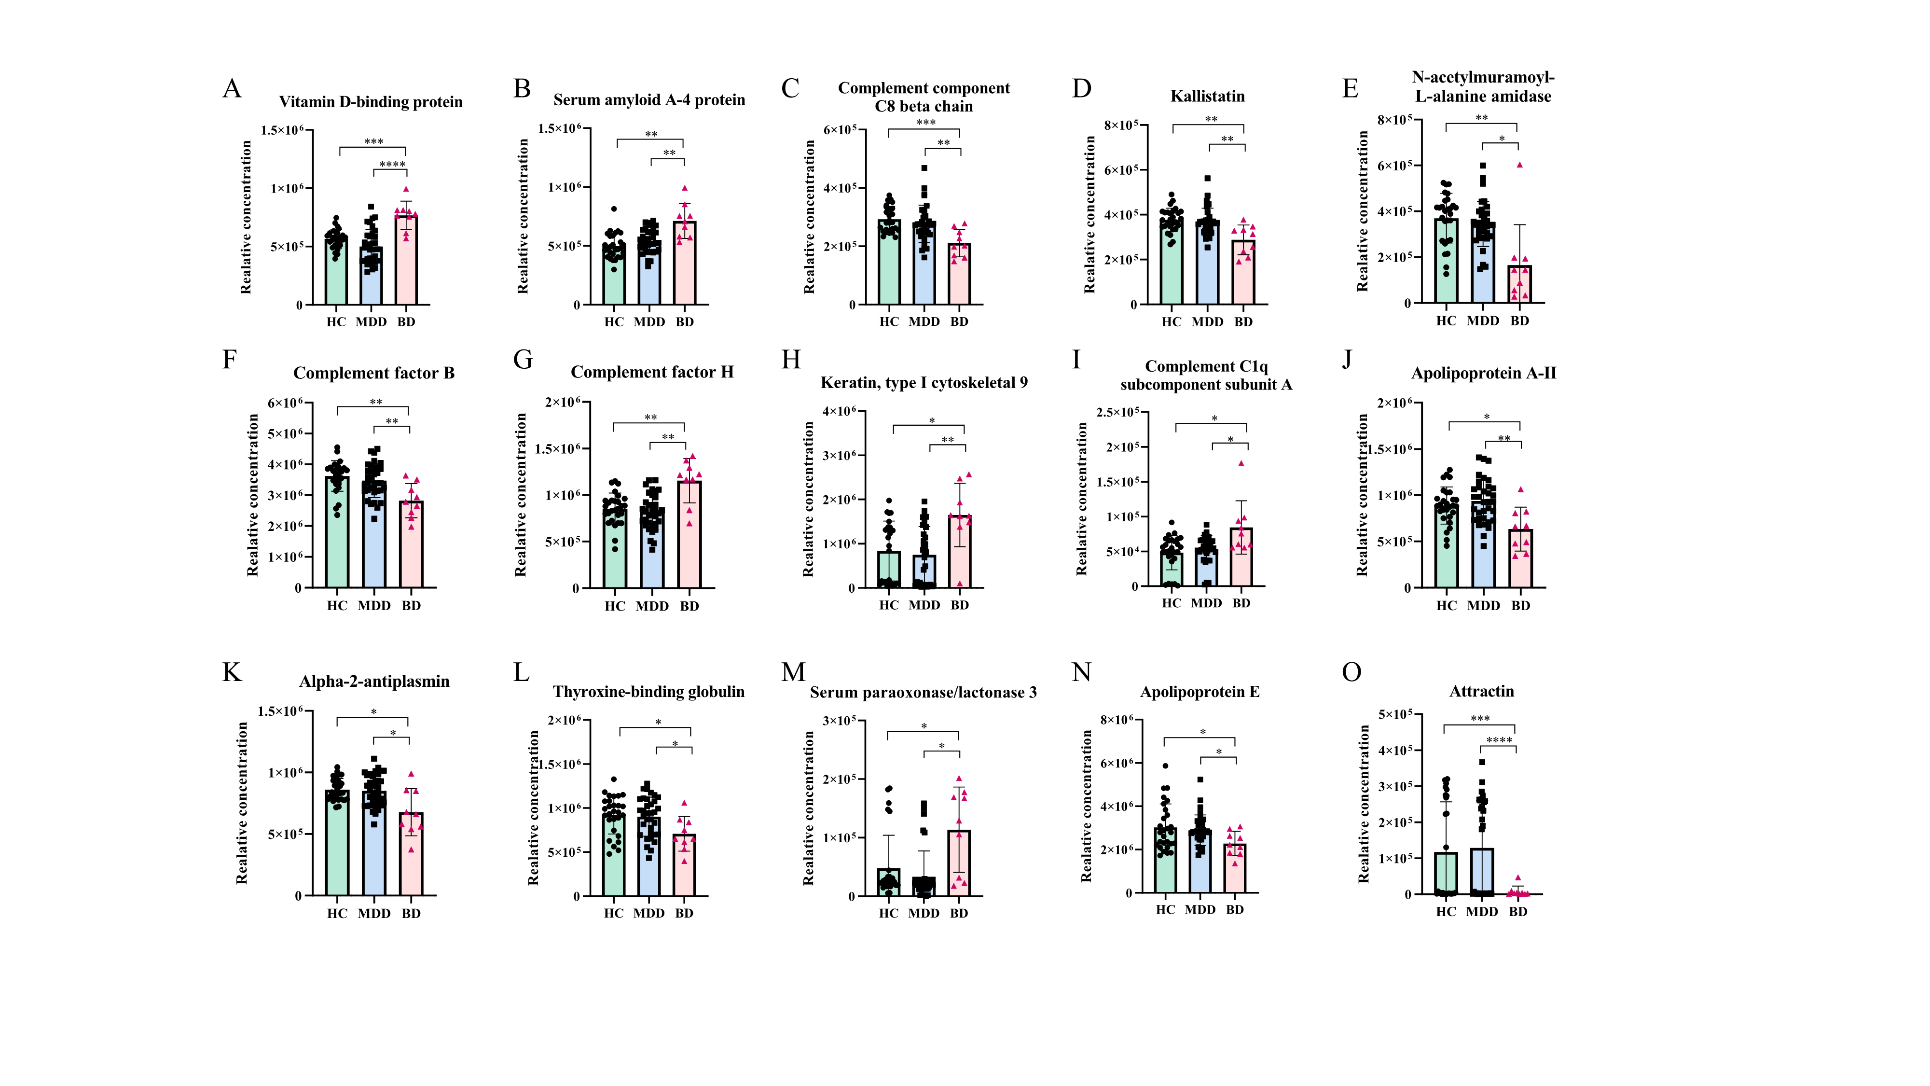 A
Vitamin D-binding protein
Realative concentration
1.5×10⁶
1×10⁶
5×10⁵
0
***
****
HC MDD BD
B
Serum amyloid A-4 protein
Realative concentration
1.5×10⁶
1×10⁶
5×10⁵
0
**
**
HC MDD BD
C
Complement component
C8 beta chain
Realative concentration
6×10⁵
4×10⁵
2×10⁵
0
***
**
HC MDD BD
D
Kallistatin
Realative concentration
8×10⁵
6×10⁵
4×10⁵
2×10⁵
0
**
**
HC MDD BD
E
N-acetylmuramoyl-
L-alanine amidase
Realative concentration
8×10⁵
6×10⁵
4×10⁵
2×10⁵
0
**
*
HC MDD BD
F
Complement factor B
Realative concentration
6×10⁶
5×10⁶
4×10⁶
3×10⁶
2×10⁶
1×10⁶
0
**
**
HC MDD BD
G
Complement factor H
Realative concentration
2×10⁶
1.5×10⁶
1×10⁶
5×10⁵
0
**
**
HC MDD BD
H
Keratin, type I cytoskeletal 9
Realative concentration
4×10⁶
3×10⁶
2×10⁶
1×10⁶
0
*
**
HC MDD BD
I
Complement C1q
subcomponent subunit A
Realative concentration
2.5×10⁵
2×10⁵
1.5×10⁵
1×10⁵
5×10⁴
0
*
*
HC MDD BD
J
Apolipoprotein A-II
Realative concentration
2×10⁶
1.5×10⁶
1×10⁶
5×10⁵
0
*
**
HC MDD BD
K
Alpha-2-antiplasmin
Realative concentration
1.5×10⁶
1×10⁶
5×10⁵
0
*
*
HC MDD BD
L
Thyroxine-binding globulin
Realative concentration
2×10⁶
1.5×10⁶
1×10⁶
5×10⁵
0
*
*
HC MDD BD
M
Serum paraoxonase/lactonase 3
Realative concentration
3×10⁵
2×10⁵
1×10⁵
0
*
*
HC MDD BD
N
Apolipoprotein E
Realative concentration
8×10⁶
6×10⁶
4×10⁶
2×10⁶
0
*
*
HC MDD BD
O
Attractin
Realative concentration
5×10⁵
4×10⁵
3×10⁵
2×10⁵
1×10⁵
0
***
****
HC MDD BD